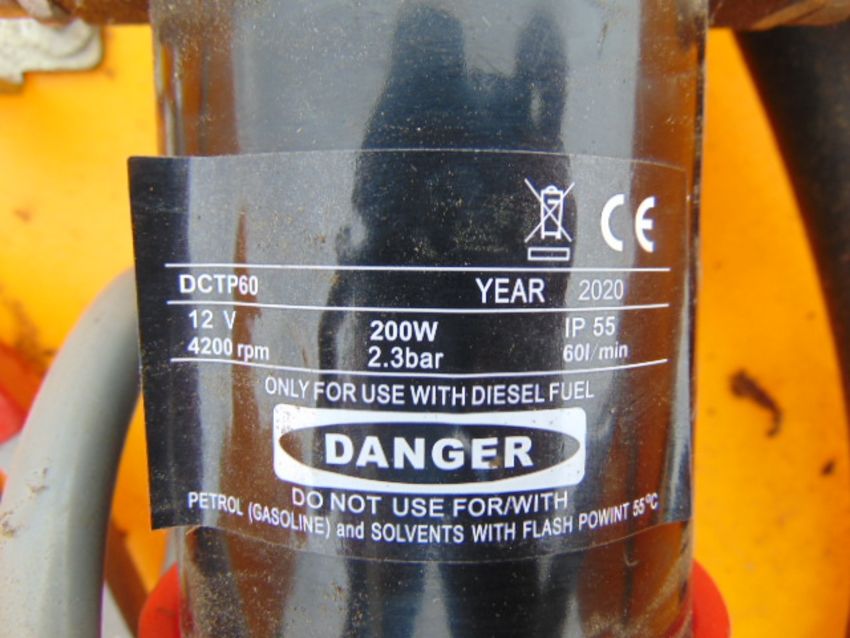 CE
DCTP60 YEAR 2020
12 V 200W IP 55
4200 rpm 2.3bar 60l/min
ONLY FOR USE WITH DIESEL FUEL
DANGER
DO NOT USE FOR/WITH
PETROL (GASOLINE) and SOLVENTS WITH FLASH POWINT 55°C